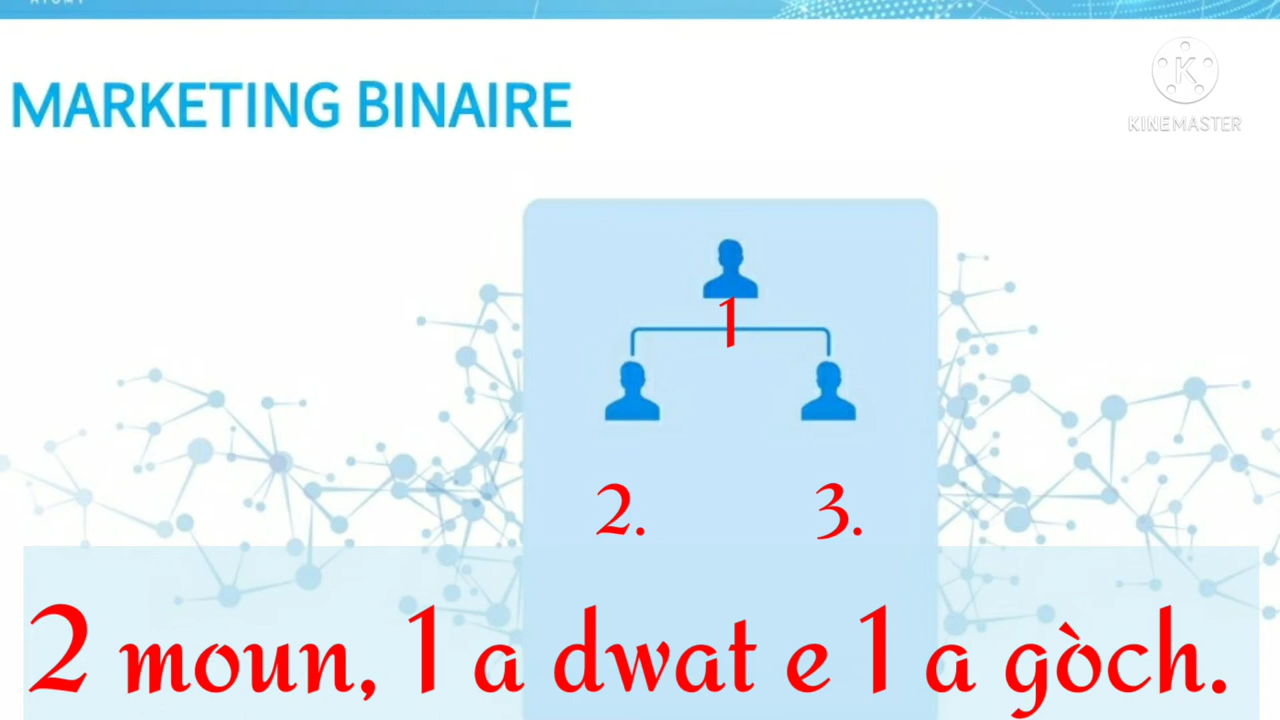 MARKETING BINAIRE
K
KINEMASTER
1
2. 3.
2 moun, 1 a dwat e 1 a gòch.